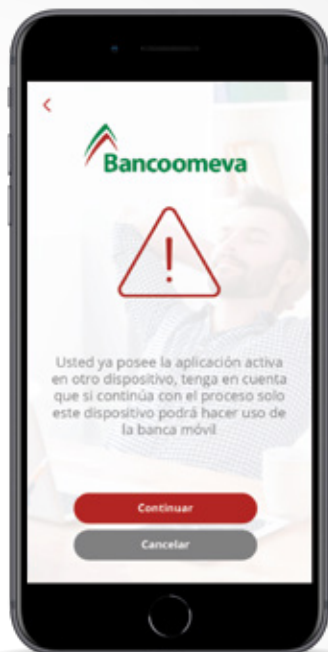 Bancoomeva
Usted ya posee la aplicación activa
en otro dispositivo, tenga en cuenta
que si continúa con el proceso solo
este dispositivo podrá hacer uso de
la banca móvil
Continuar
Cancelar